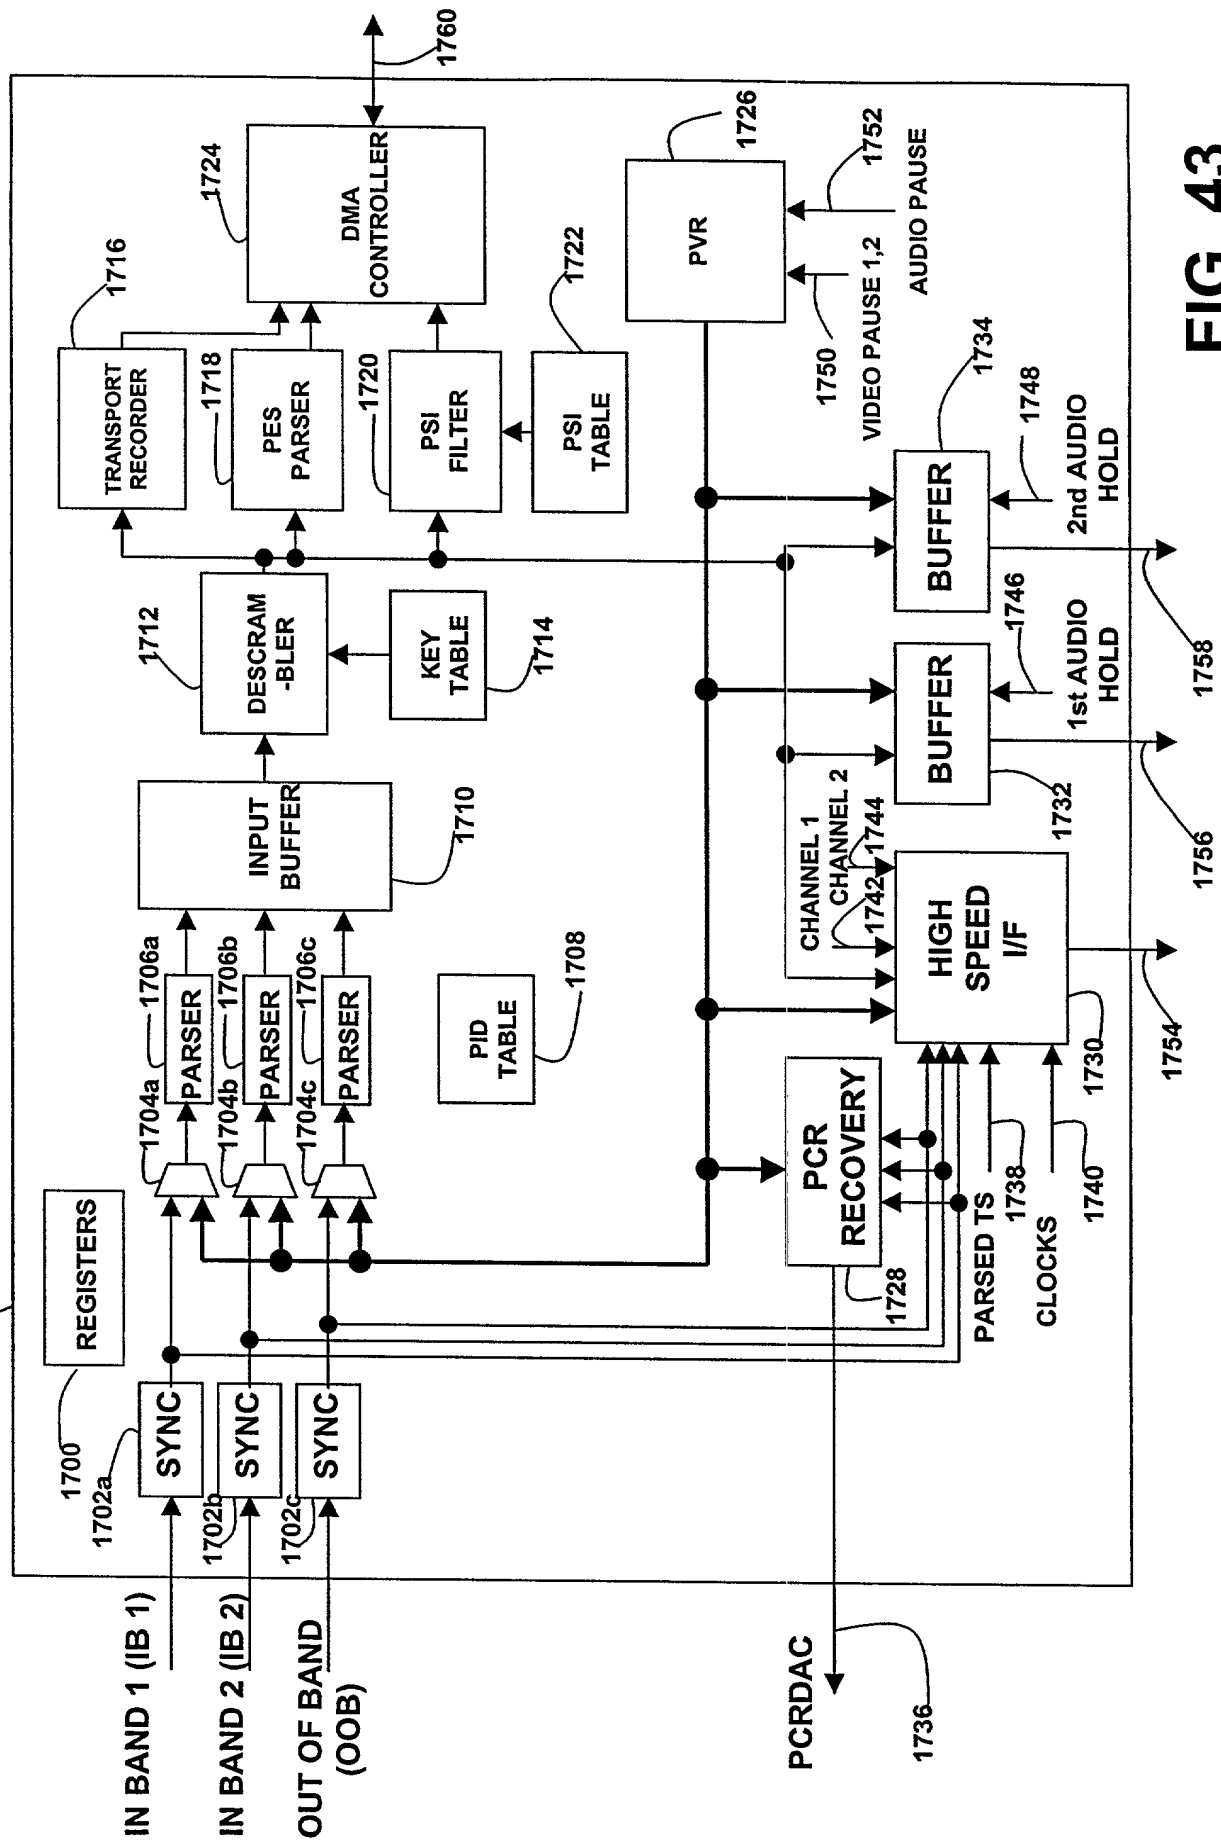 IN BAND 1 (IB 1)
IN BAND 2 (IB 2)
OUT OF BAND
(OOB)
1700
REGISTERS
1702a
SYNC
1702b
SYNC
1702c
SYNC
1704a
1704b
1704c
1706a
PARSER
1706b
PARSER
1706c
PARSER
PID
TABLE
1708
INPUT
BUFFER
1710
1712
DESCRAM
-BLER
KEY
TABLE
1714
1716
TRANSPORT
RECORDER
1718
PES
PARSER
1720
PSI
FILTER
PSI
TABLE
1722
1724
DMA
CONTROLLER
1760
PVR
1726
1750
VIDEO PAUSE 1,2
1752
AUDIO PAUSE
PCRDAC
1736
PCR
RECOVERY
1728
PARSED TS
1738
CLOCKS
1740
CHANNEL 1
CHANNEL 2
1742
1744
HIGH
SPEED
I/F
1730
1754
BUFFER
1732
1746
1st AUDIO
HOLD
1756
BUFFER
1734
1748
2nd AUDIO
HOLD
1758
FIG. 43